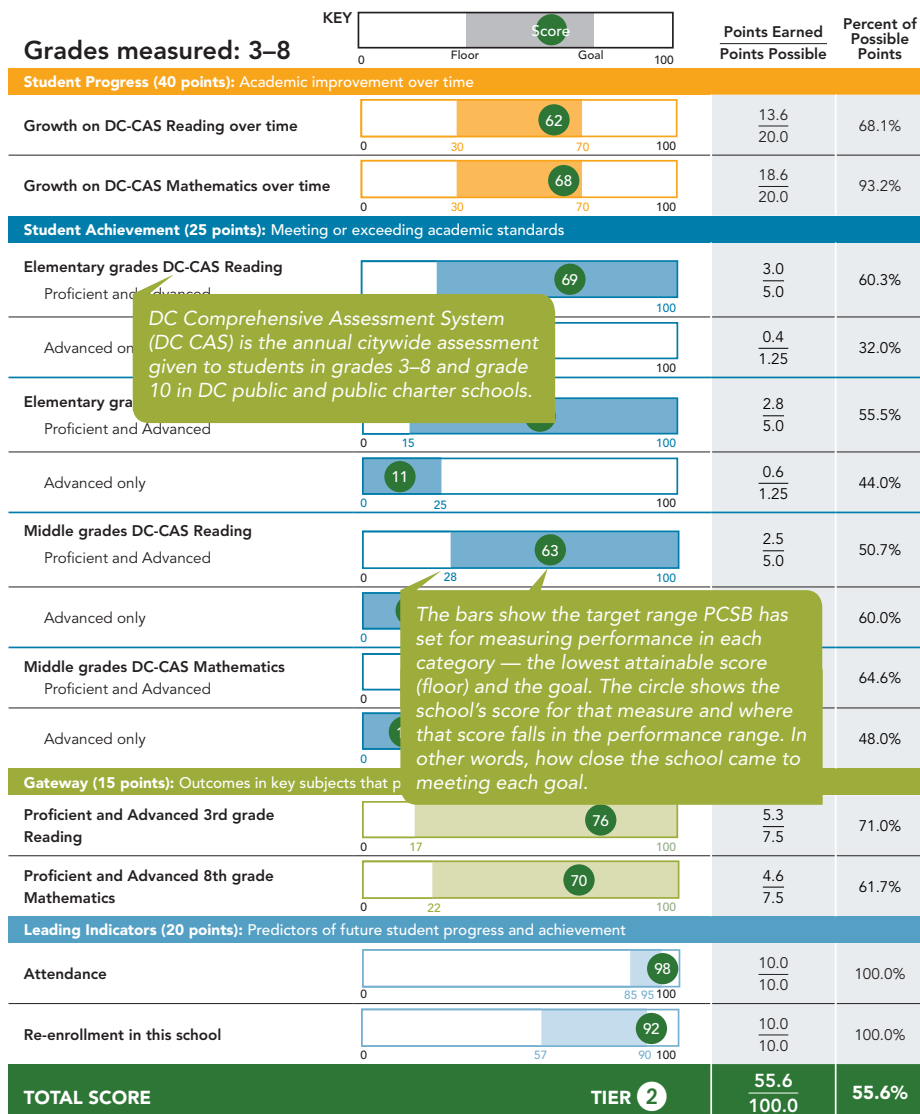 KEY
Score
Floor Goal
0 100
Grades measured: 3–8
Points Earned
Points Possible
Percent of
Possible
Points
Student Progress (40 points): Academic improvement over time
Growth on DC-CAS Reading over time
62
0 30 70 100
13.6
20.0
68.1%
Growth on DC-CAS Mathematics over time
68
0 30 70 100
18.6
20.0
93.2%
Student Achievement (25 points): Meeting or exceeding academic standards
Elementary grades DC-CAS Reading
Proficient and
69
100
3.0
5.0
60.3%
Advanced
100
0.4
1.25
32.0%
DC Comprehensive Assessment System
(DC CAS) is the annual citywide assessment
given to students in grades 3–8 and grade
10 in DC public and public charter schools.
Elementary
Proficient and Advanced
0 15 100
2.8
5.0
55.5%
Advanced only
11
0 25 100
0.6
1.25
44.0%
Middle grades DC-CAS Reading
Proficient and Advanced
63
0 28 100
2.5
5.0
50.7%
Advanced only
0
60.0%
Middle grades DC-CAS Mathematics
Proficient and Advanced
0
64.6%
Advanced only
0
48.0%
The bars show the target range PCSB has
set for measuring performance in each
category — the lowest attainable score
(floor) and the goal. The circle shows the
school's score for that measure and where
that score falls in the performance range. In
other words, how close the school came to
meeting each goal.
Gateway (15 points): Outcomes in key subjects that
Proficient and Advanced 3rd grade
Reading
76
0 17 100
5.3
7.5
71.0%
Proficient and Advanced 8th grade
Mathematics
70
0 22 100
4.6
7.5
61.7%
Leading Indicators (20 points): Predictors of future student progress and achievement
Attendance
98
0 85 95 100
10.0
10.0
100.0%
Re-enrollment in this school
92
0 57 90 100
10.0
10.0
100.0%
TOTAL SCORE
TIER 2
55.6
100.0
55.6%